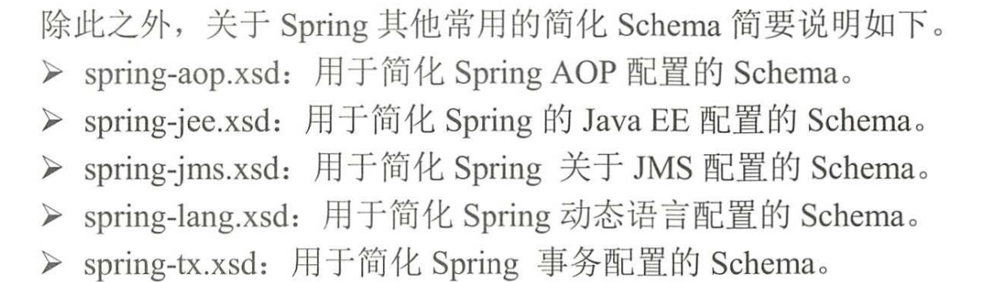 除此之外，关于 Spring 其他常用的简化 Schema 简要说明如下。
➢ spring-aop.xsd：用于简化 Spring AOP 配置的 Schema。
➢ spring-jee.xsd：用于简化 Spring 的 Java EE 配置的 Schema。
➢ spring-jms.xsd：用于简化 Spring 关于 JMS 配置的 Schema。
➢ spring-lang.xsd：用于简化 Spring 动态语言配置的 Schema。
➢ spring-tx.xsd：用于简化 Spring 事务配置的 Schema。